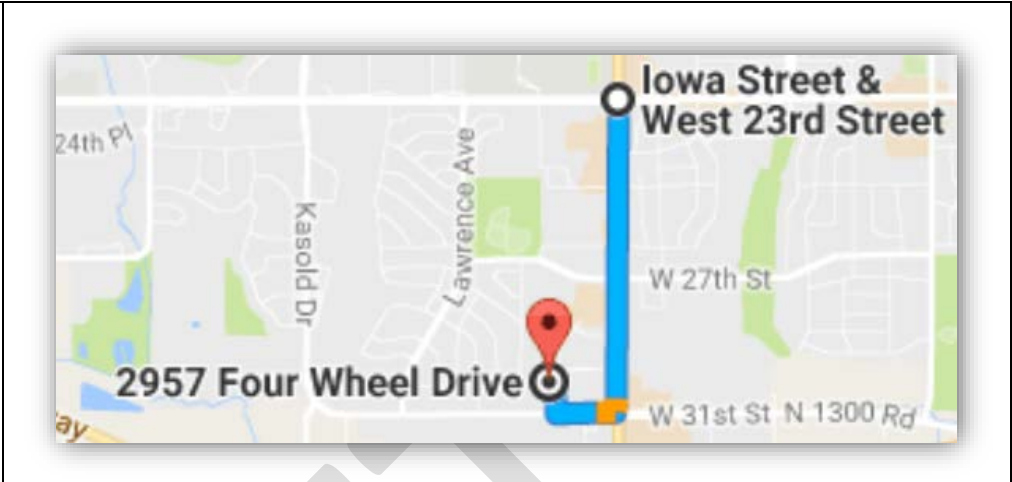 Iowa Street &
West 23rd Street
24th Pl
Lawrence Ave
Kasold Dr
W 27th St
2957 Four Wheel Drive
W 31st St N 1300 Rd
ay